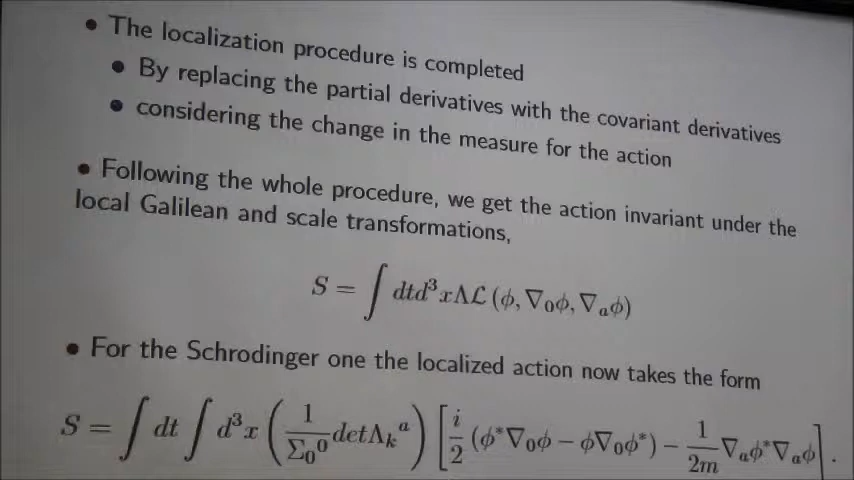 • The localization procedure is completed
• By replacing the partial derivatives with the covariant derivatives
• considering the change in the measure for the action
• Following the whole procedure, we get the action invariant under the
local Galilean and scale transformations,
S = ∫ dtd³xΛℒ (ϕ, ∇₀ϕ, ∇ₐϕ)
• For the Schrodinger one the localized action now takes the form
S = ∫ dt ∫ d³x (1/Σ₀⁰ detΛₖᵃ) [i/2 (ϕ*∇₀ϕ − ϕ∇₀ϕ*) − 1/2m ∇ₐϕ*∇ₐϕ].